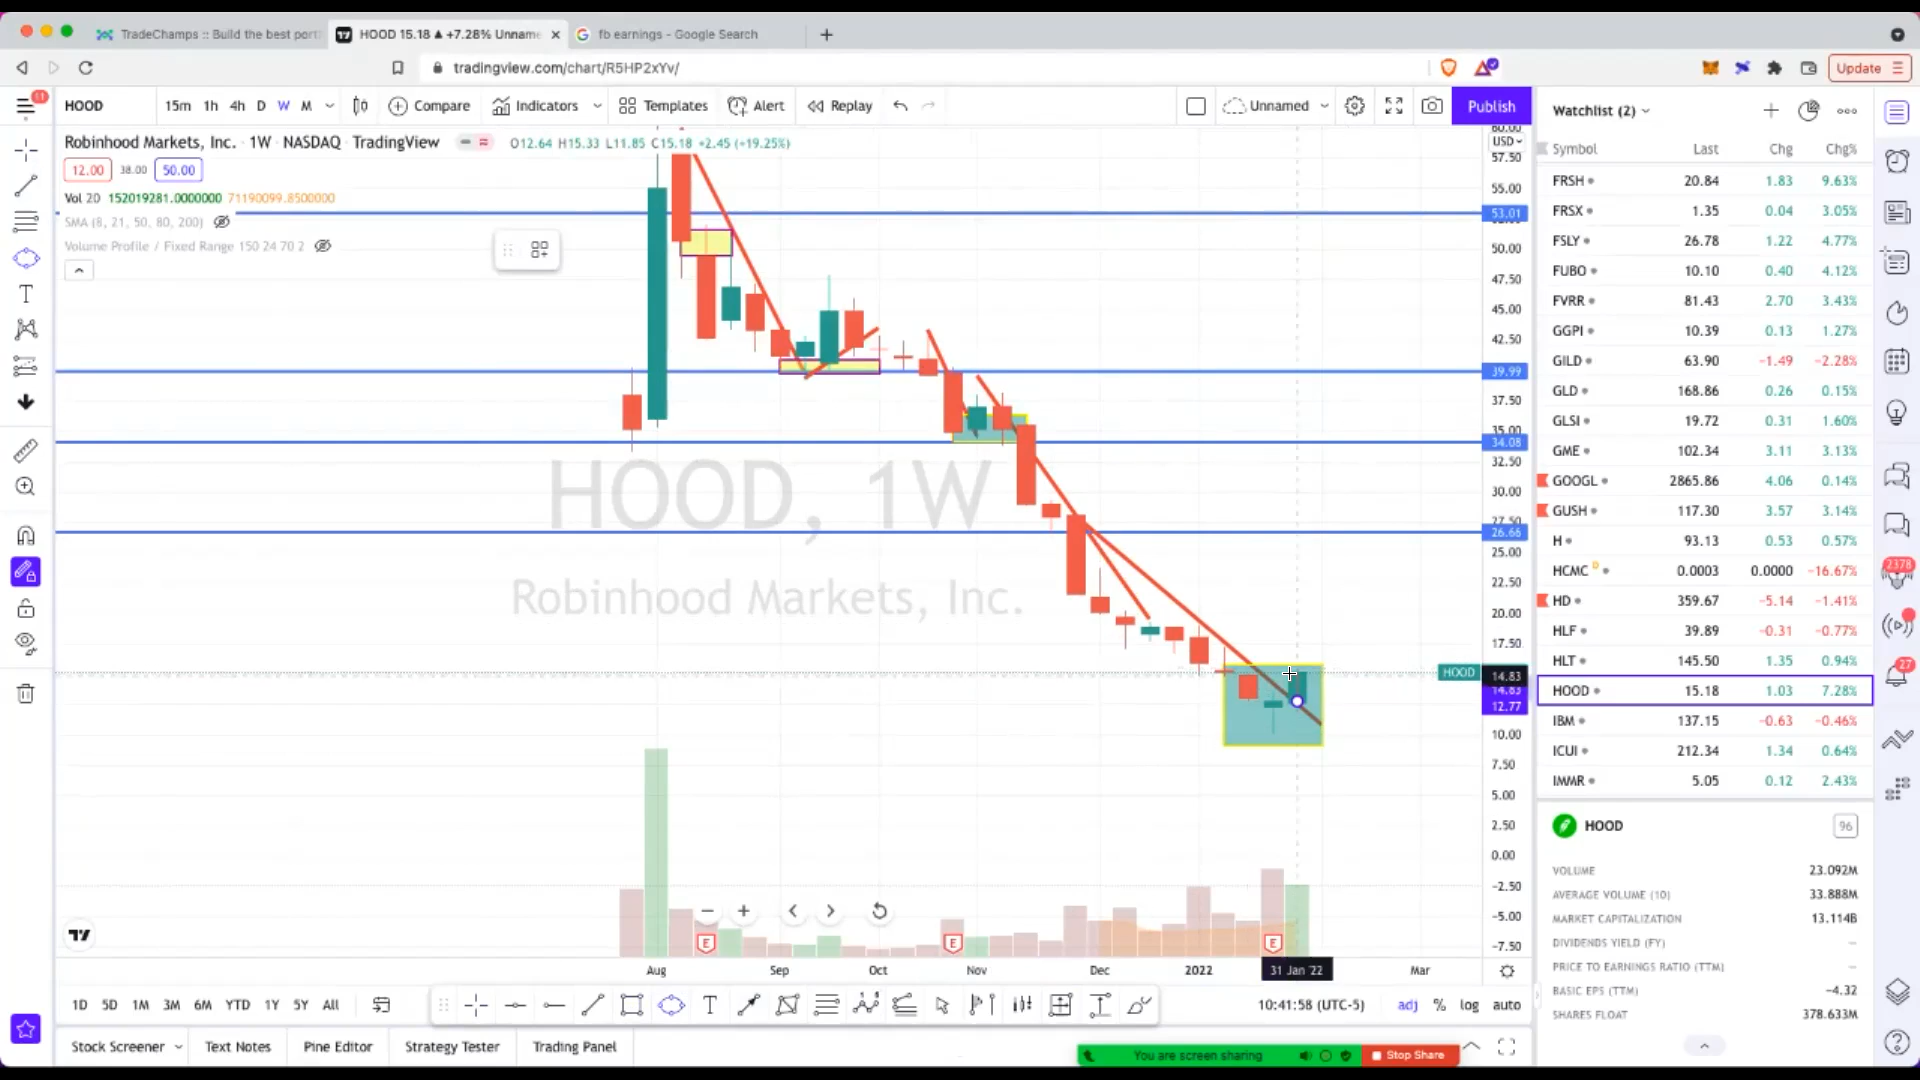 TradeChamps :: Build the best porti
HOOD 15.18 ▲ +7.28% Unname
fb earnings - Google Search
tradingview.com/chart/R5HP2xYv/
Update
11
HOOD
15m 1h 4h D W M
Compare
Indicators
Templates
Alert
Replay
Unnamed
Publish
Robinhood Markets, Inc. · 1W · NASDAQ · TradingView
O12.64 H15.33 L11.85 C15.18 +2.45 (+19.25%)
12.00 38.00 50.00
Vol 20 152019281.0000000 71190099.8500000
SMA (8, 21, 50, 80, 200)
Volume Profile / Fixed Range 150 24 70 2
HOOD, 1W
Robinhood Markets, Inc.
60.00
USD
57.50
55.00
53.01
50.00
47.50
45.00
42.50
39.99
37.50
35.00
34.08
32.50
30.00
27.50
26.66
25.00
22.50
20.00
17.50
HOOD
14.83
14.83
12.77
10.00
7.50
5.00
2.50
0.00
-2.50
-5.00
-7.50
E E E
Aug Sep Oct Nov Dec 2022 31 Jan '22 Mar
1D 5D 1M 3M 6M YTD 1Y 5Y All
10:41:58 (UTC-5)
adj % log auto
Stock Screener
Text Notes
Pine Editor
Strategy Tester
Trading Panel
You are screen sharing
Stop Share
Watchlist (2)
Symbol Last Chg Chg%
FRSH 20.84 1.83 9.63%
FRSX 1.35 0.04 3.05%
FSLY 26.78 1.22 4.77%
FUBO 10.10 0.40 4.12%
FVRR 81.43 2.70 3.43%
GGPI 10.39 0.13 1.27%
GILD 63.90 -1.49 -2.28%
GLD 168.86 0.26 0.15%
GLSI 19.72 0.31 1.60%
GME 102.34 3.11 3.13%
GOOGL 2865.86 4.06 0.14%
GUSH 117.30 3.57 3.14%
H 93.13 0.53 0.57%
HCMC D 0.0003 0.0000 -16.67%
HD 359.67 -5.14 -1.41%
HLF 39.89 -0.31 -0.77%
HLT 145.50 1.35 0.94%
HOOD 15.18 1.03 7.28%
IBM 137.15 -0.63 -0.46%
ICUI 212.34 1.34 0.64%
IMMR 5.05 0.12 2.43%
HOOD
96
VOLUME 23.092M
AVERAGE VOLUME (10) 33.888M
MARKET CAPITALIZATION 13.114B
DIVIDENDS YIELD (FY) —
PRICE TO EARNINGS RATIO (TTM) —
BASIC EPS (TTM) -4.32
SHARES FLOAT 378.633M
2378
27